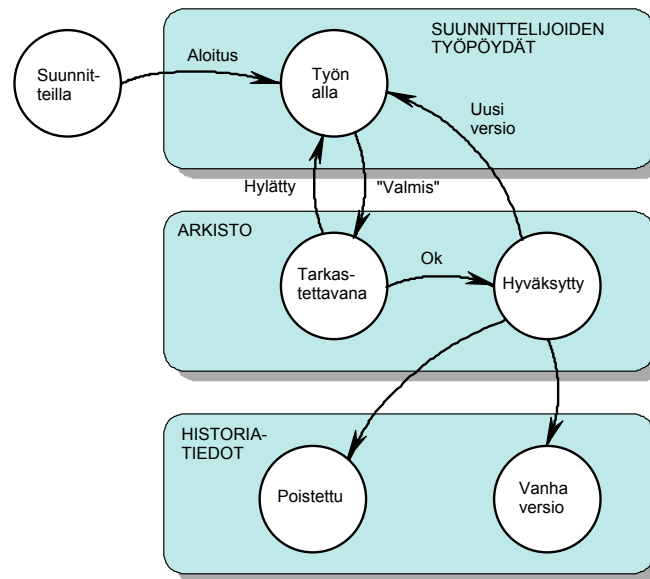 SUUNNITTELIJOIDEN
TYÖPÖYDÄT
Suunnit-
teilla
Aloitus
Työn
alla
Uusi
versio
Hylätty
"Valmis"
ARKISTO
Tarkas-
tettavana
Ok
Hyväksytty
HISTORIA-
TIEDOT
Poistettu
Vanha
versio